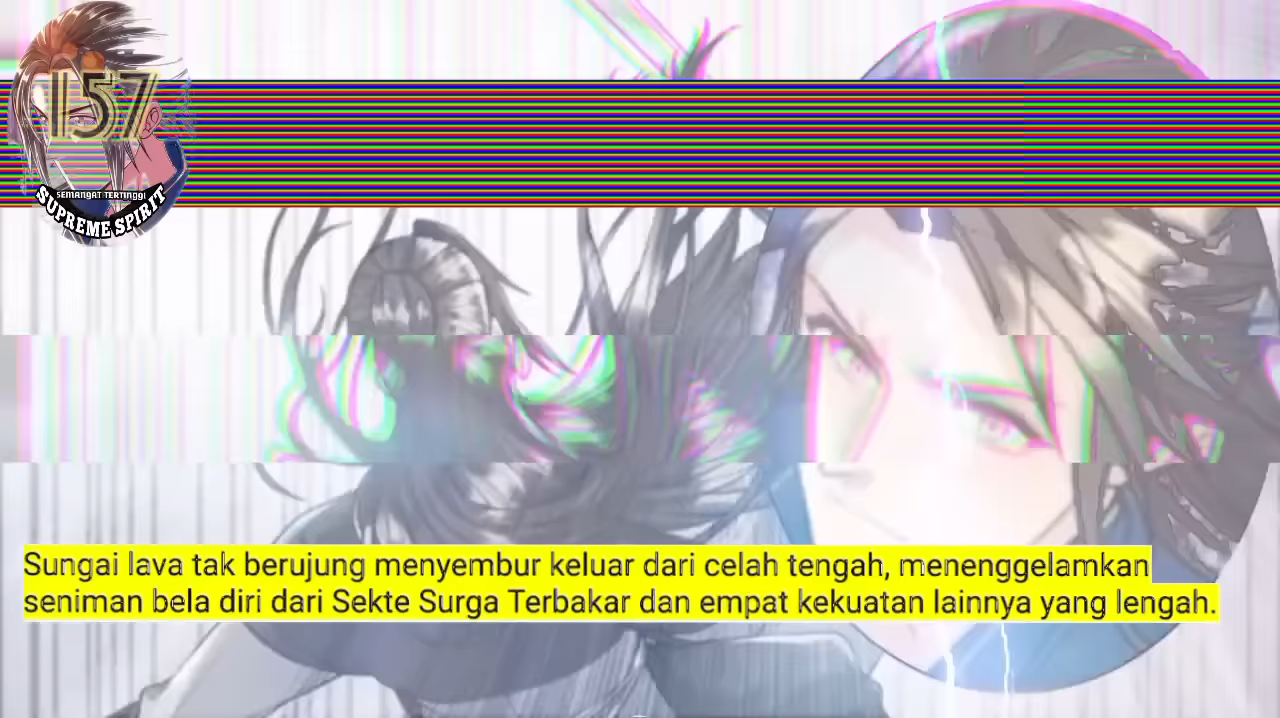 157
SEMANGAT TERTINGGI
SUPREME SPIRIT
Sungai lava tak berujung menyembur keluar dari celah tengah, menenggelamkan
seniman bela diri dari Sekte Surga Terbakar dan empat kekuatan lainnya yang lengah.